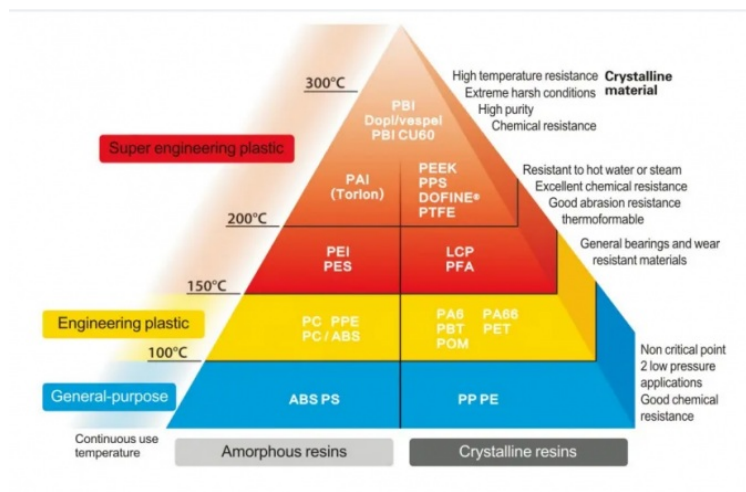 300°C
High temperature resistance
Extreme harsh conditions
High purity
Chemical resistance
Crystalline
material
PBI
Dopl/vespel
PBI CU60
Super engineering plastic
PAI
(Torlon)
PEEK
PPS
DOFINE®
PTFE
Resistant to hot water or steam
Excellent chemical resistance
Good abrasion resistance
thermoformable
200°C
PEI
PES
LCP
PFA
General bearings and wear
resistant materials
150°C
Engineering plastic
PC PPE
PC/ABS
PA6 PA66
PBT PET
POM
100°C
Non critical point
2 low pressure
applications
Good chemical
resistance
General-purpose
ABS PS
PP PE
Continuous use
temperature
Amorphous resins
Crystalline resins